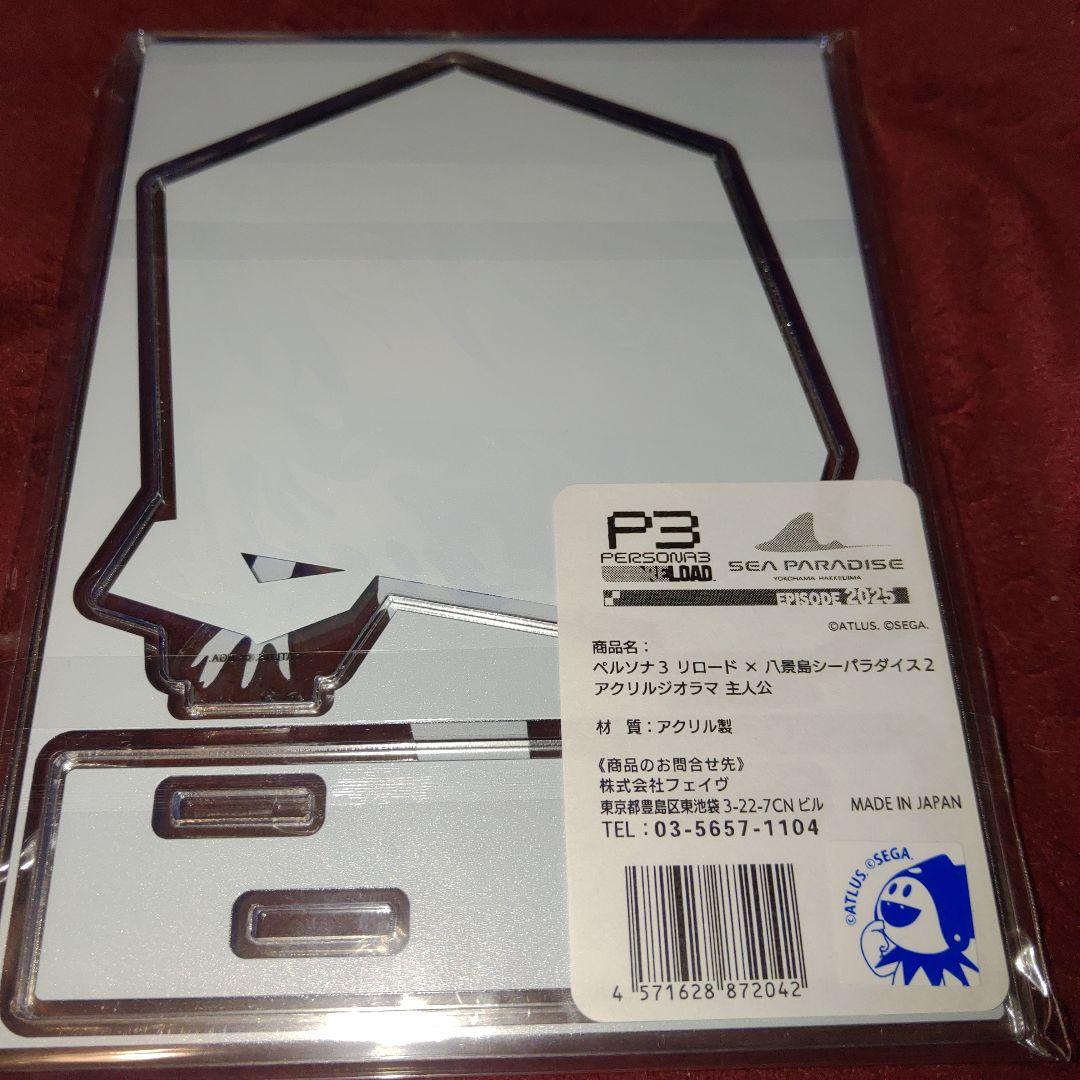 P3
PERSONA3
RELOAD
SEA PARADISE
YOKOHAMA HAKKEIJIMA
EPISODE 2025
©ATLUS. ©SEGA.
商品名：
ペルソナ3 リロード × 八景島シーパラダイス2
アクリルジオラマ 主人公
材 質：アクリル製
《商品のお問合せ先》
株式会社フェイヴ
東京都豊島区東池袋 3-22-7CN ビル
MADE IN JAPAN
TEL：03-5657-1104
©ATLUS. ©SEGA.
4 571628 872042